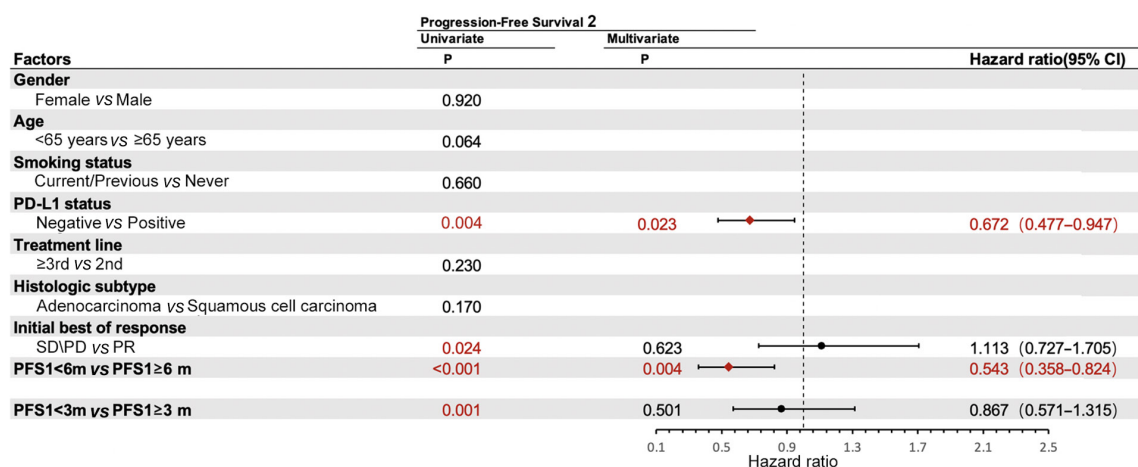 Progression-Free Survival 2
Univariate Multivariate
Factors P P Hazard ratio(95% CI)
Gender
Female vs Male 0.920
Age
<65 years vs ≥65 years 0.064
Smoking status
Current/Previous vs Never 0.660
PD-L1 status
Negative vs Positive 0.004 0.023 0.672 (0.477–0.947)
Treatment line
≥3rd vs 2nd 0.230
Histologic subtype
Adenocarcinoma vs Squamous cell carcinoma 0.170
Initial best of response
SD\PD vs PR 0.024 0.623 1.113 (0.727–1.705)
PFS1<6m vs PFS1≥6 m <0.001 0.004 0.543 (0.358–0.824)
PFS1<3m vs PFS1≥3 m 0.001 0.501 0.867 (0.571–1.315)
0.1 0.5 0.9 1.3 1.7 2.1 2.5
Hazard ratio